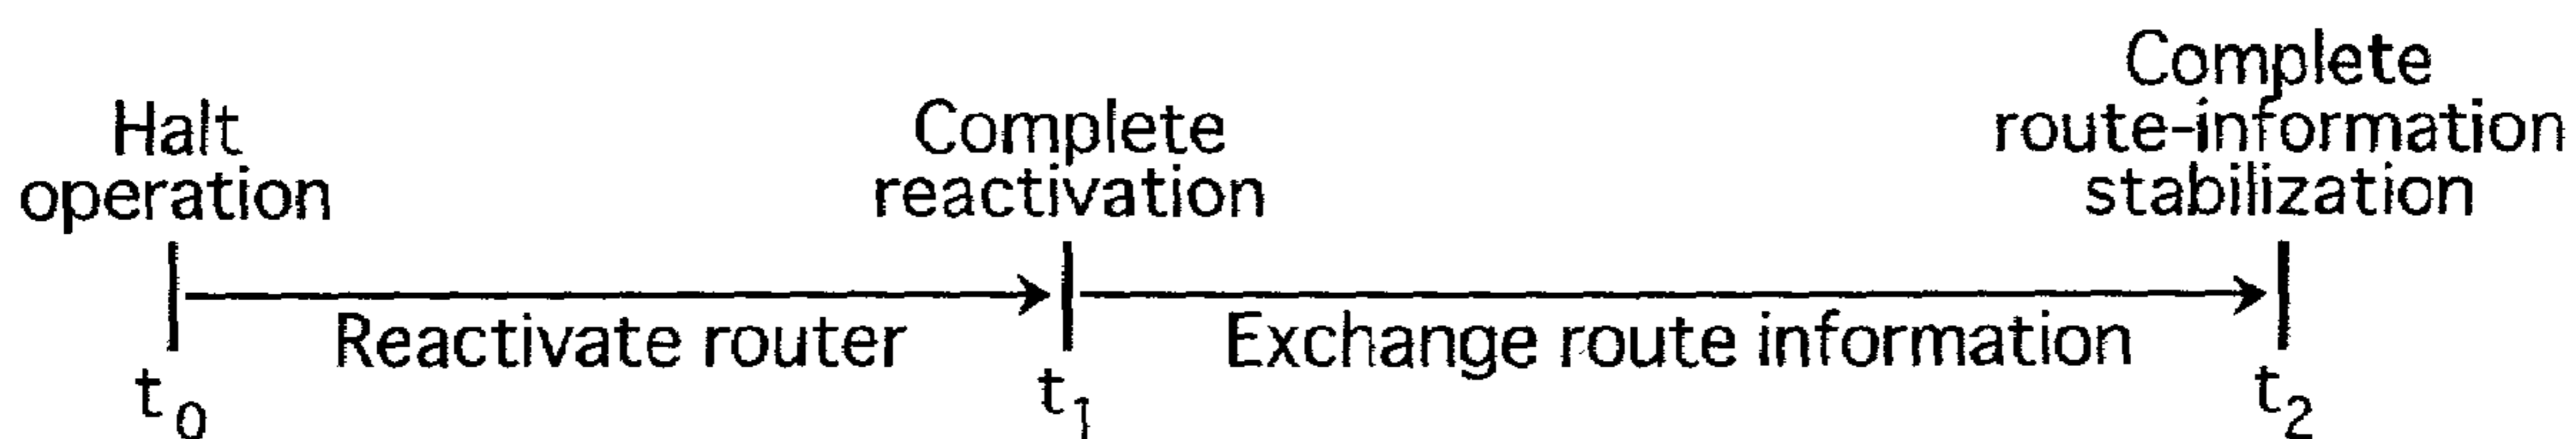 Halt
operation
Complete
reactivation
Complete
route-information
stabilization
Reactivate router
Exchange route information
t0
t1
t2